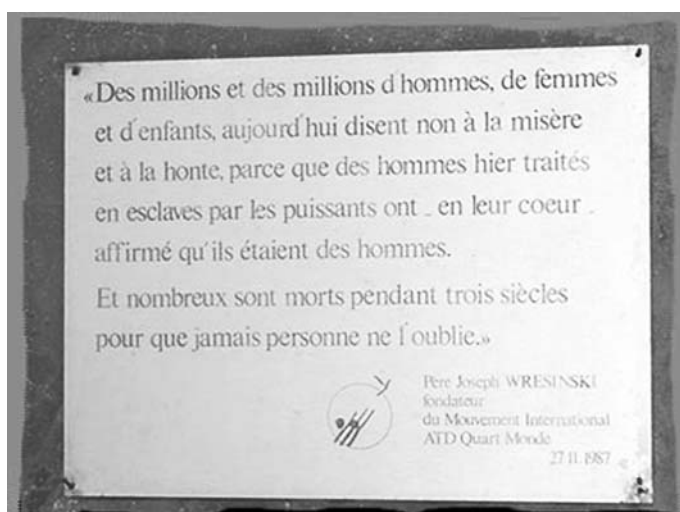 «Des millions et des millions d'hommes, de femmes
et d'enfants, aujourd'hui disent non à la misère
et à la honte, parce que des hommes hier traités
en esclaves par les puissants ont _ en leur coeur _
affirmé qu'ils étaient des hommes.
Et nombreux sont morts pendant trois siècles
pour que jamais personne ne l'oublie.»
Père Joseph WRESINSKI
fondateur
du Mouvement International
ATD Quart Monde
27.11.1987